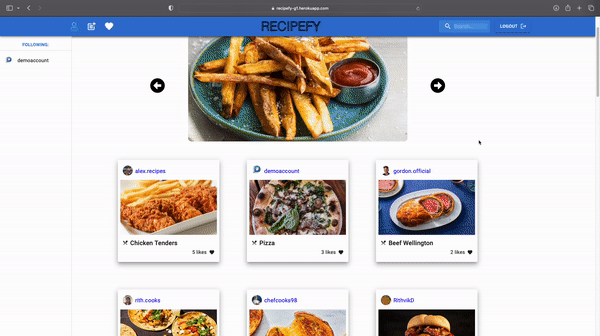 recipefy-g1.herokuapp.com
RECIPEFY
Search...
LOGOUT
FOLLOWING:
demoaccount
alex.recipes
demoaccount
gordon.official
Chicken Tenders
Pizza
Beef Wellington
5 likes
3 likes
2 likes
rith.cooks
chefcooks98
RithvikD